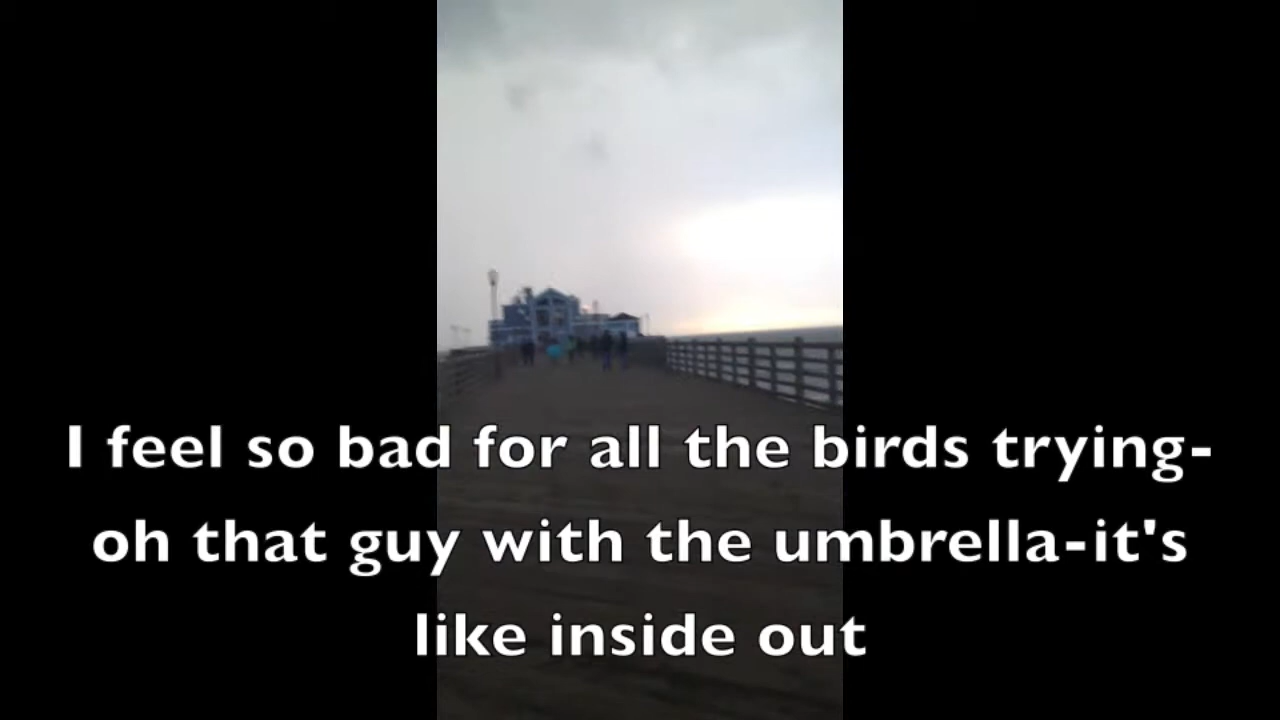 I feel so bad for all the birds trying-
oh that guy with the umbrella-it's
like inside out